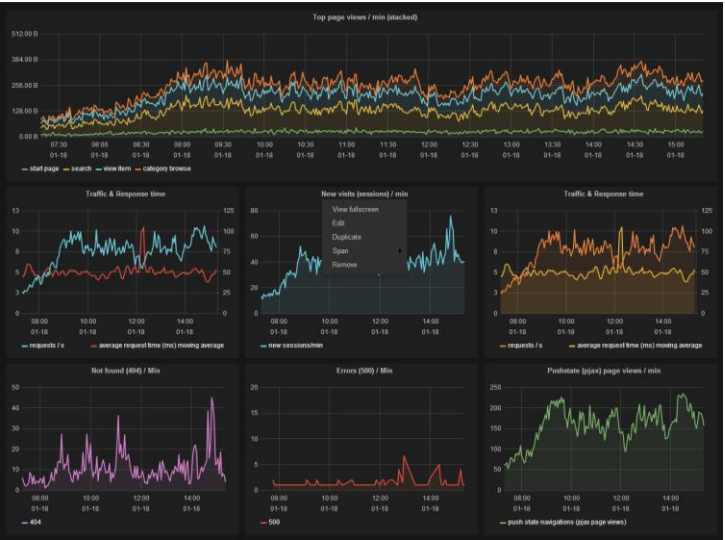 Top page views / min (stacked)
512.00 B
384.00 B
256.00 B
128.00 B
0.00 B
07:30 08:00 08:30 09:00 09:30 10:00 10:30 11:00 11:30 12:00 12:30 13:00 13:30 14:00 14:30 15:00
01-18 01-18 01-18 01-18 01-18 01-18 01-18 01-18 01-18 01-18 01-18 01-18 01-18 01-18 01-18 01-18
start page search view item category browse
Traffic & Response time
13 125
10 100
8 75
5 50
3 25
0 0
08:00 10:00 12:00 14:00
01-18 01-18 01-18 01-18
requests / s average request time (ms) moving average
New visits (sessions) / min
View fullscreen
Edit
Duplicate
Span
Remove
80
60
40
20
0
08:00 10:00 12:00 14:00
01-18 01-18 01-18 01-18
new sessions/min
Traffic & Response time
13 125
10 100
8 75
5 50
3 25
0 0
08:00 10:00 12:00 14:00
01-18 01-18 01-18 01-18
requests / s average request time (ms) moving average
Not found (404) / Min
50
40
30
20
10
0
08:00 10:00 12:00 14:00
01-18 01-18 01-18 01-18
404
Errors (500) / Min
20
15
10
5
0
08:00 10:00 12:00 14:00
01-18 01-18 01-18 01-18
500
Pushstate (pjax) page views / min
250
200
150
100
50
0
08:00 10:00 12:00 14:00
01-18 01-18 01-18 01-18
push state navigations (pjax page views)